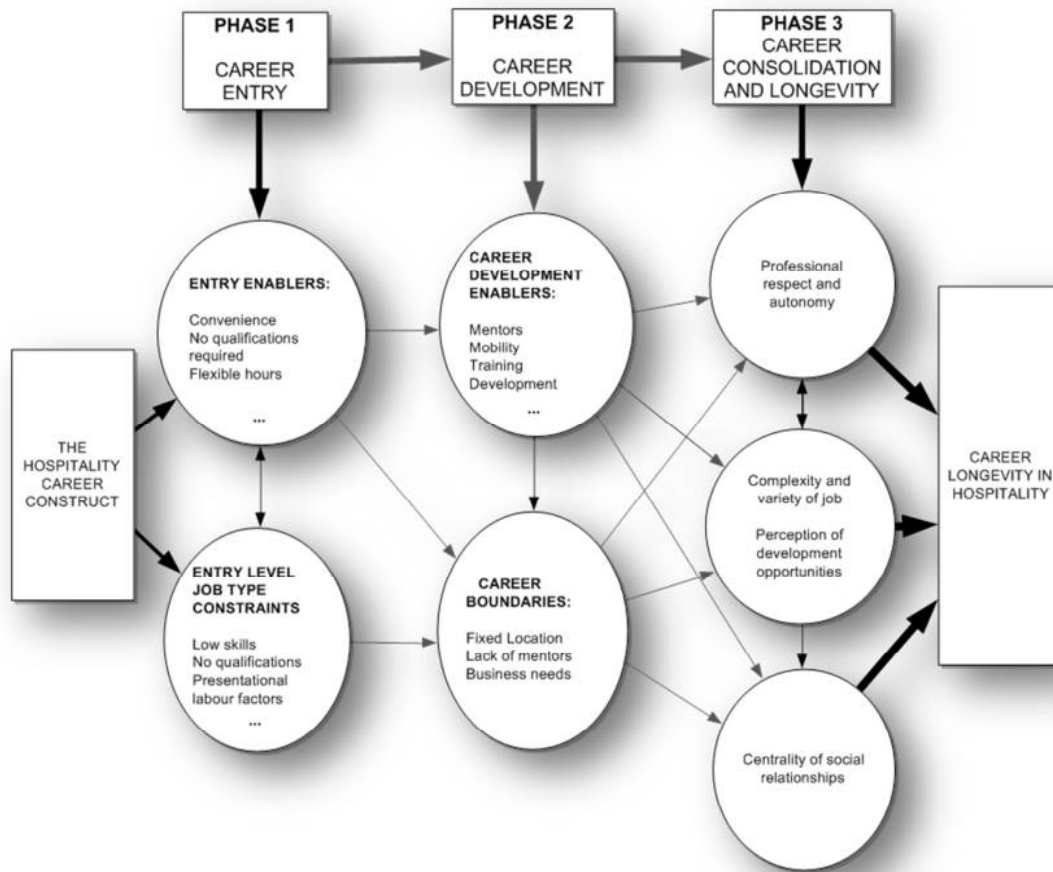 PHASE 1
CAREER
ENTRY
PHASE 2
CAREER
DEVELOPMENT
PHASE 3
CAREER
CONSOLIDATION
AND LONGEVITY
THE
HOSPITALITY
CAREER
CONSTRUCT
ENTRY ENABLERS:
Convenience
No qualifications
required
Flexible hours
...
ENTRY LEVEL
JOB TYPE
CONSTRAINTS
Low skills
No qualifications
Presentational
labour factors
...
CAREER
DEVELOPMENT
ENABLERS:
Mentors
Mobility
Training
Development
...
CAREER
BOUNDARIES:
Fixed Location
Lack of mentors
Business needs
Professional
respect and
autonomy
Complexity and
variety of job
Perception of
development
opportunities
Centrality of social
relationships
CAREER
LONGEVITY IN
HOSPITALITY